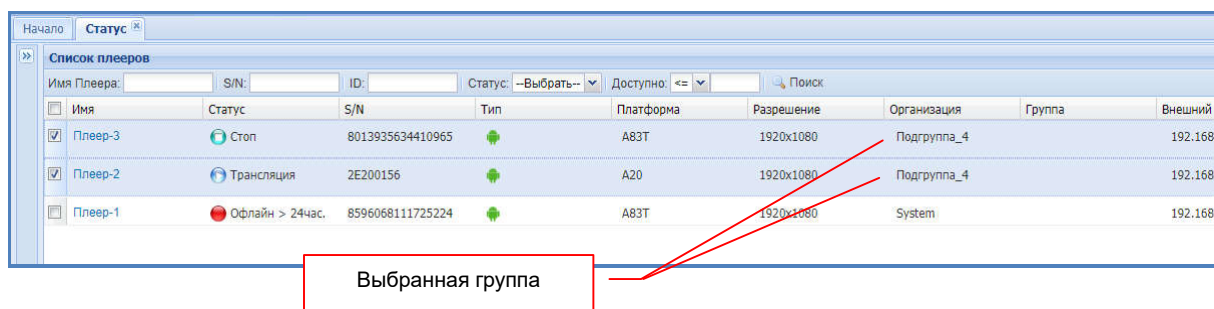 Начало Статус
Список плееров
Имя Плеера: S/N: ID: Статус: --Выбрать-- Доступно: <= Поиск
Имя Статус S/N Тип Платформа Разрешение Организация Группа Внешний
Плеер-3 Стоп 8013935634410965 A83T 1920x1080 Подгруппа_4 192.168
Плеер-2 Трансляция 2E200156 A20 1920x1080 Подгруппа_4 192.168
Плеер-1 Офлайн > 24час. 8596068111725224 A83T 1920x1080 System 192.168
Выбранная группа